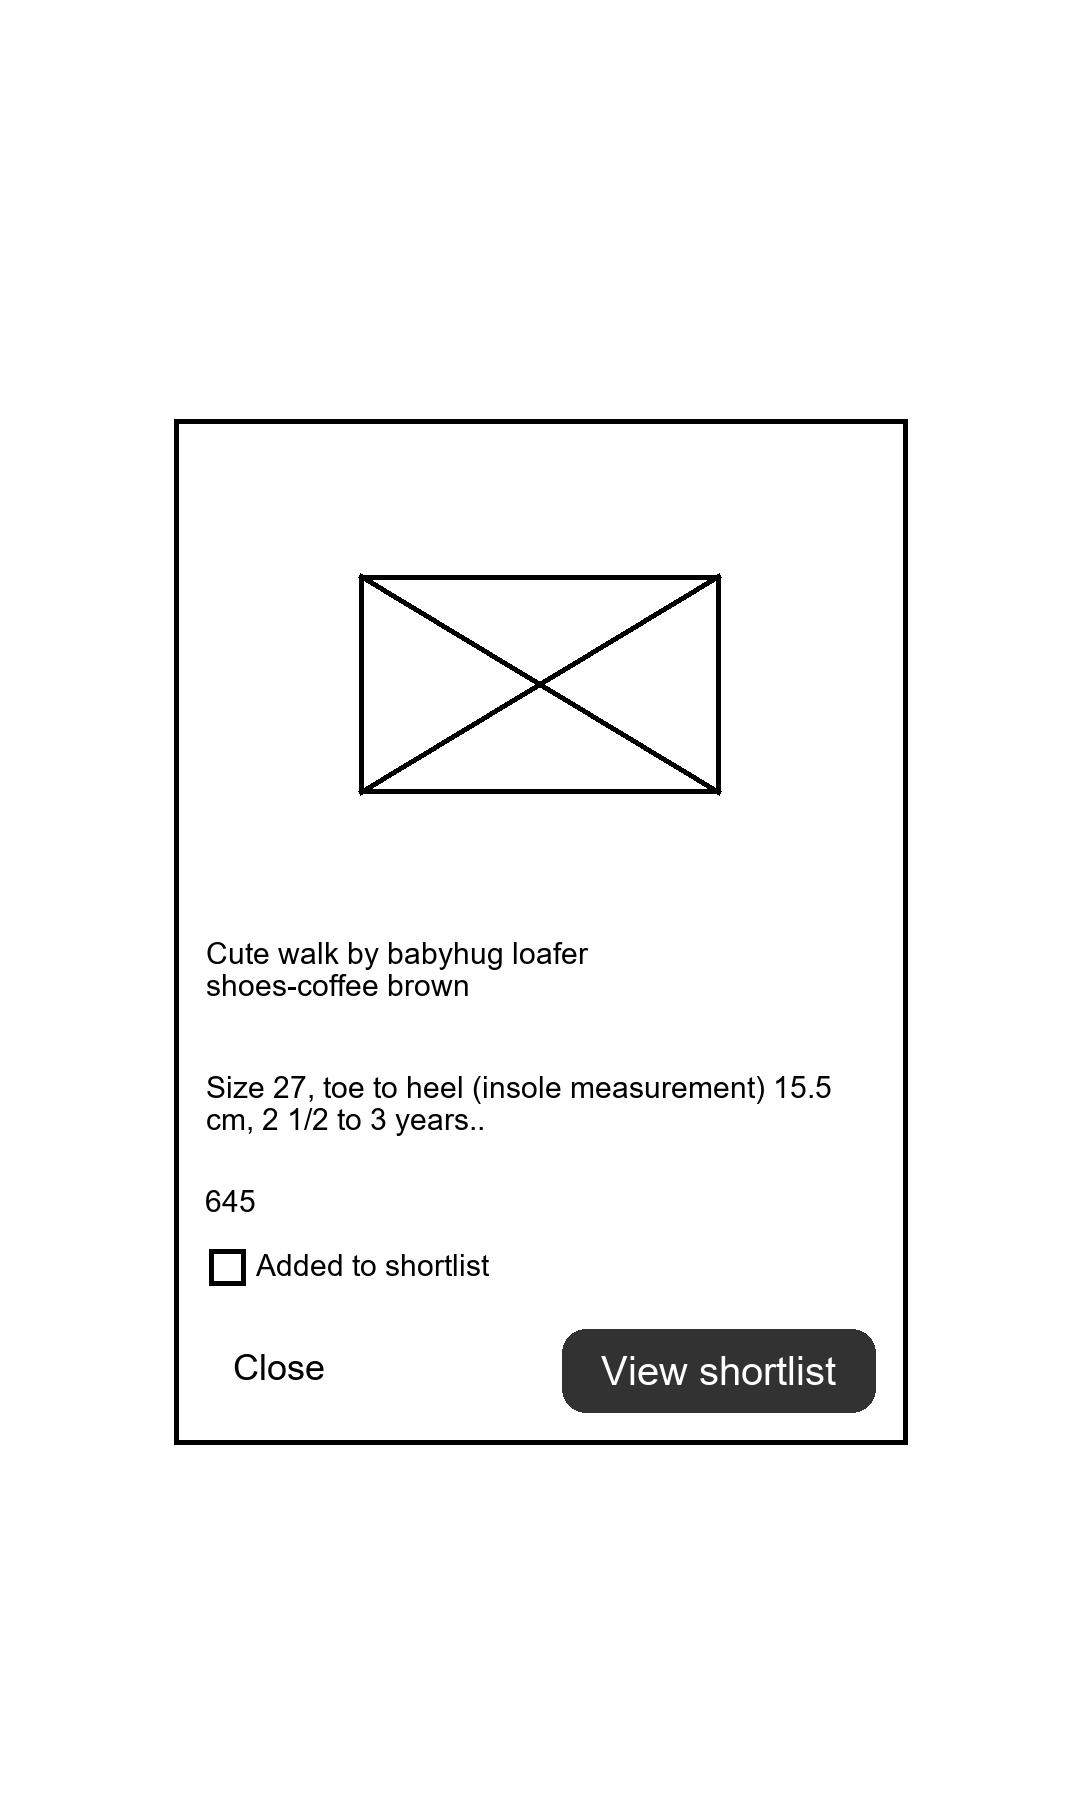 Cute walk by babyhug loafer
shoes-coffee brown
Size 27, toe to heel (insole measurement) 15.5
cm, 2 1/2 to 3 years..
645
Added to shortlist
Close
View shortlist